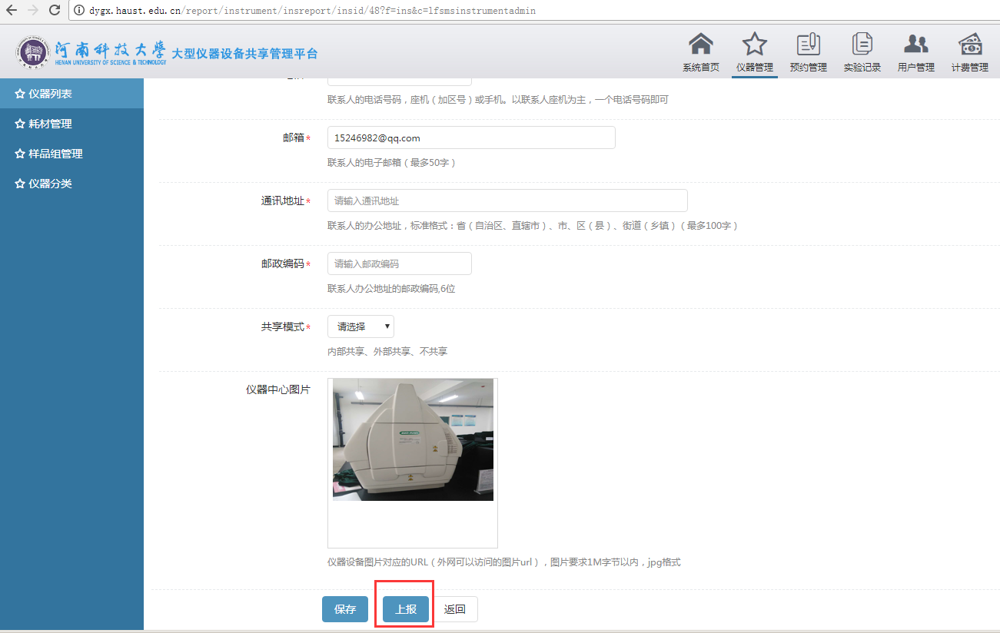 dygx.haust.edu.cn/report/instrument/insreport/insid/48?f=ins&c=lfsmsinstrumentadmin
河南科技大学
HENAN UNIVERSITY OF SCIENCE & TECHNOLOGY
大型仪器设备共享管理平台
系统首页
仪器管理
预约管理
实验记录
用户管理
计费管理
仪器列表
耗材管理
样品组管理
仪器分类
联系人的电话号码，座机（加区号）或手机。以联系人座机为主，一个电话号码即可
邮箱*
15246982@qq.com
联系人的电子邮箱（最多50字）
通讯地址*
请输入通讯地址
联系人的办公地址，标准格式：省（自治区、直辖市）、市、区（县）、街道（乡镇）（最多100字）
邮政编码*
请输入邮政编码
联系人办公地址的邮政编码,6位
共享模式*
请选择
内部共享、外部共享、不共享
仪器中心图片
仪器设备图片对应的URL（外网可以访问的图片url），图片要求1M字节以内，jpg格式
保存
上报
返回